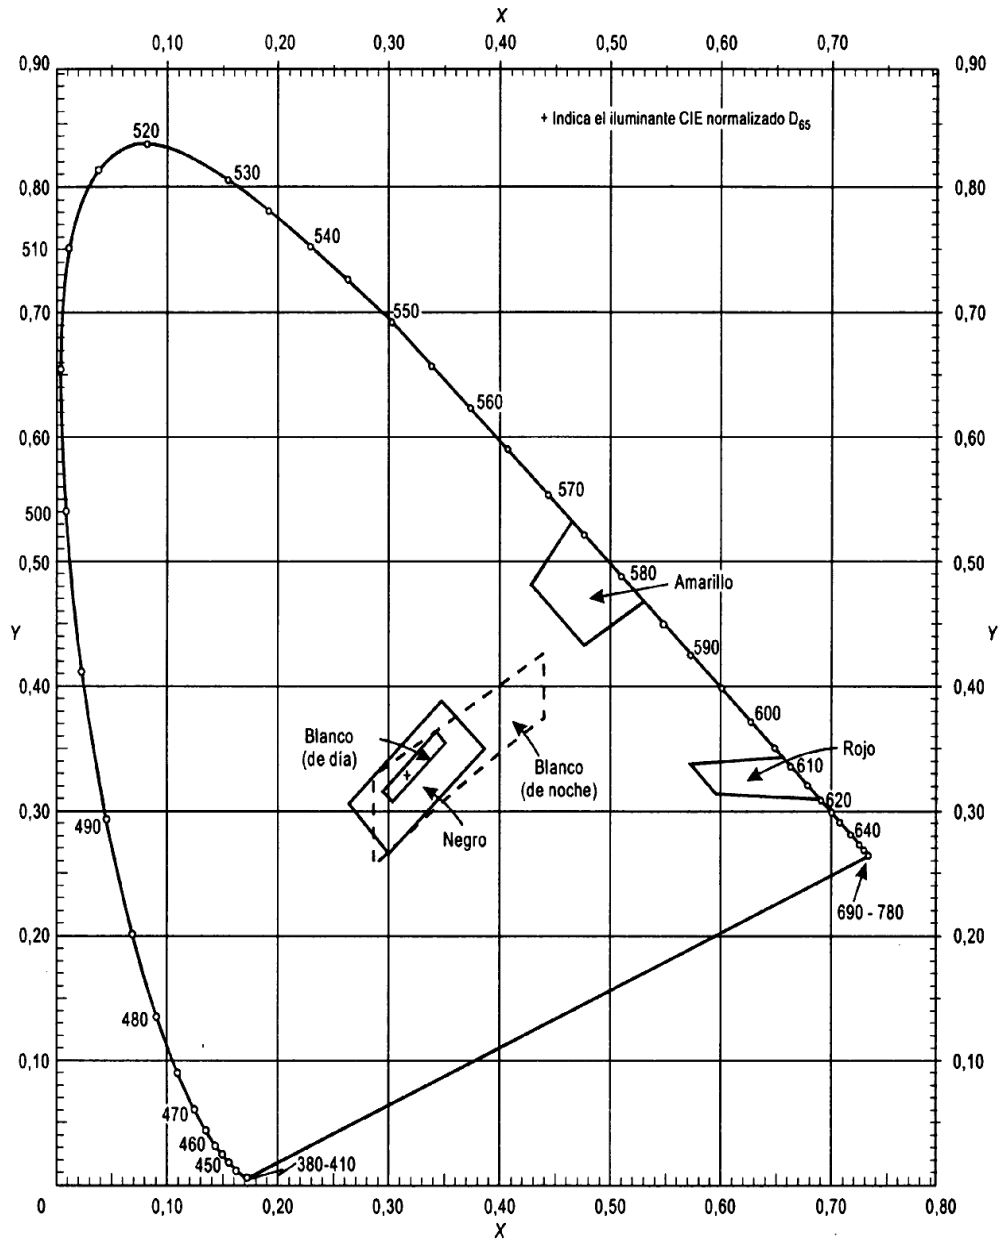 X
0,10 0,20 0,30 0,40 0,50 0,60 0,70
0,90 0,90
+ Indica el iluminante CIE normalizado D65
520
530
0,80 0,80
540
510
550
0,70 0,70
560
0,60 0,60
570
500
0,50 0,50
580
Amarillo
Y Y
590
0,40 0,40
600
Blanco
(de día)
Rojo
610
Blanco
(de noche)
620
0,30 0,30
490
Negro
640
690 - 780
0,20 0,20
480
0,10 0,10
470
460
450
380-410
0 0,10 0,20 0,30 0,40 0,50 0,60 0,70 0,80
X